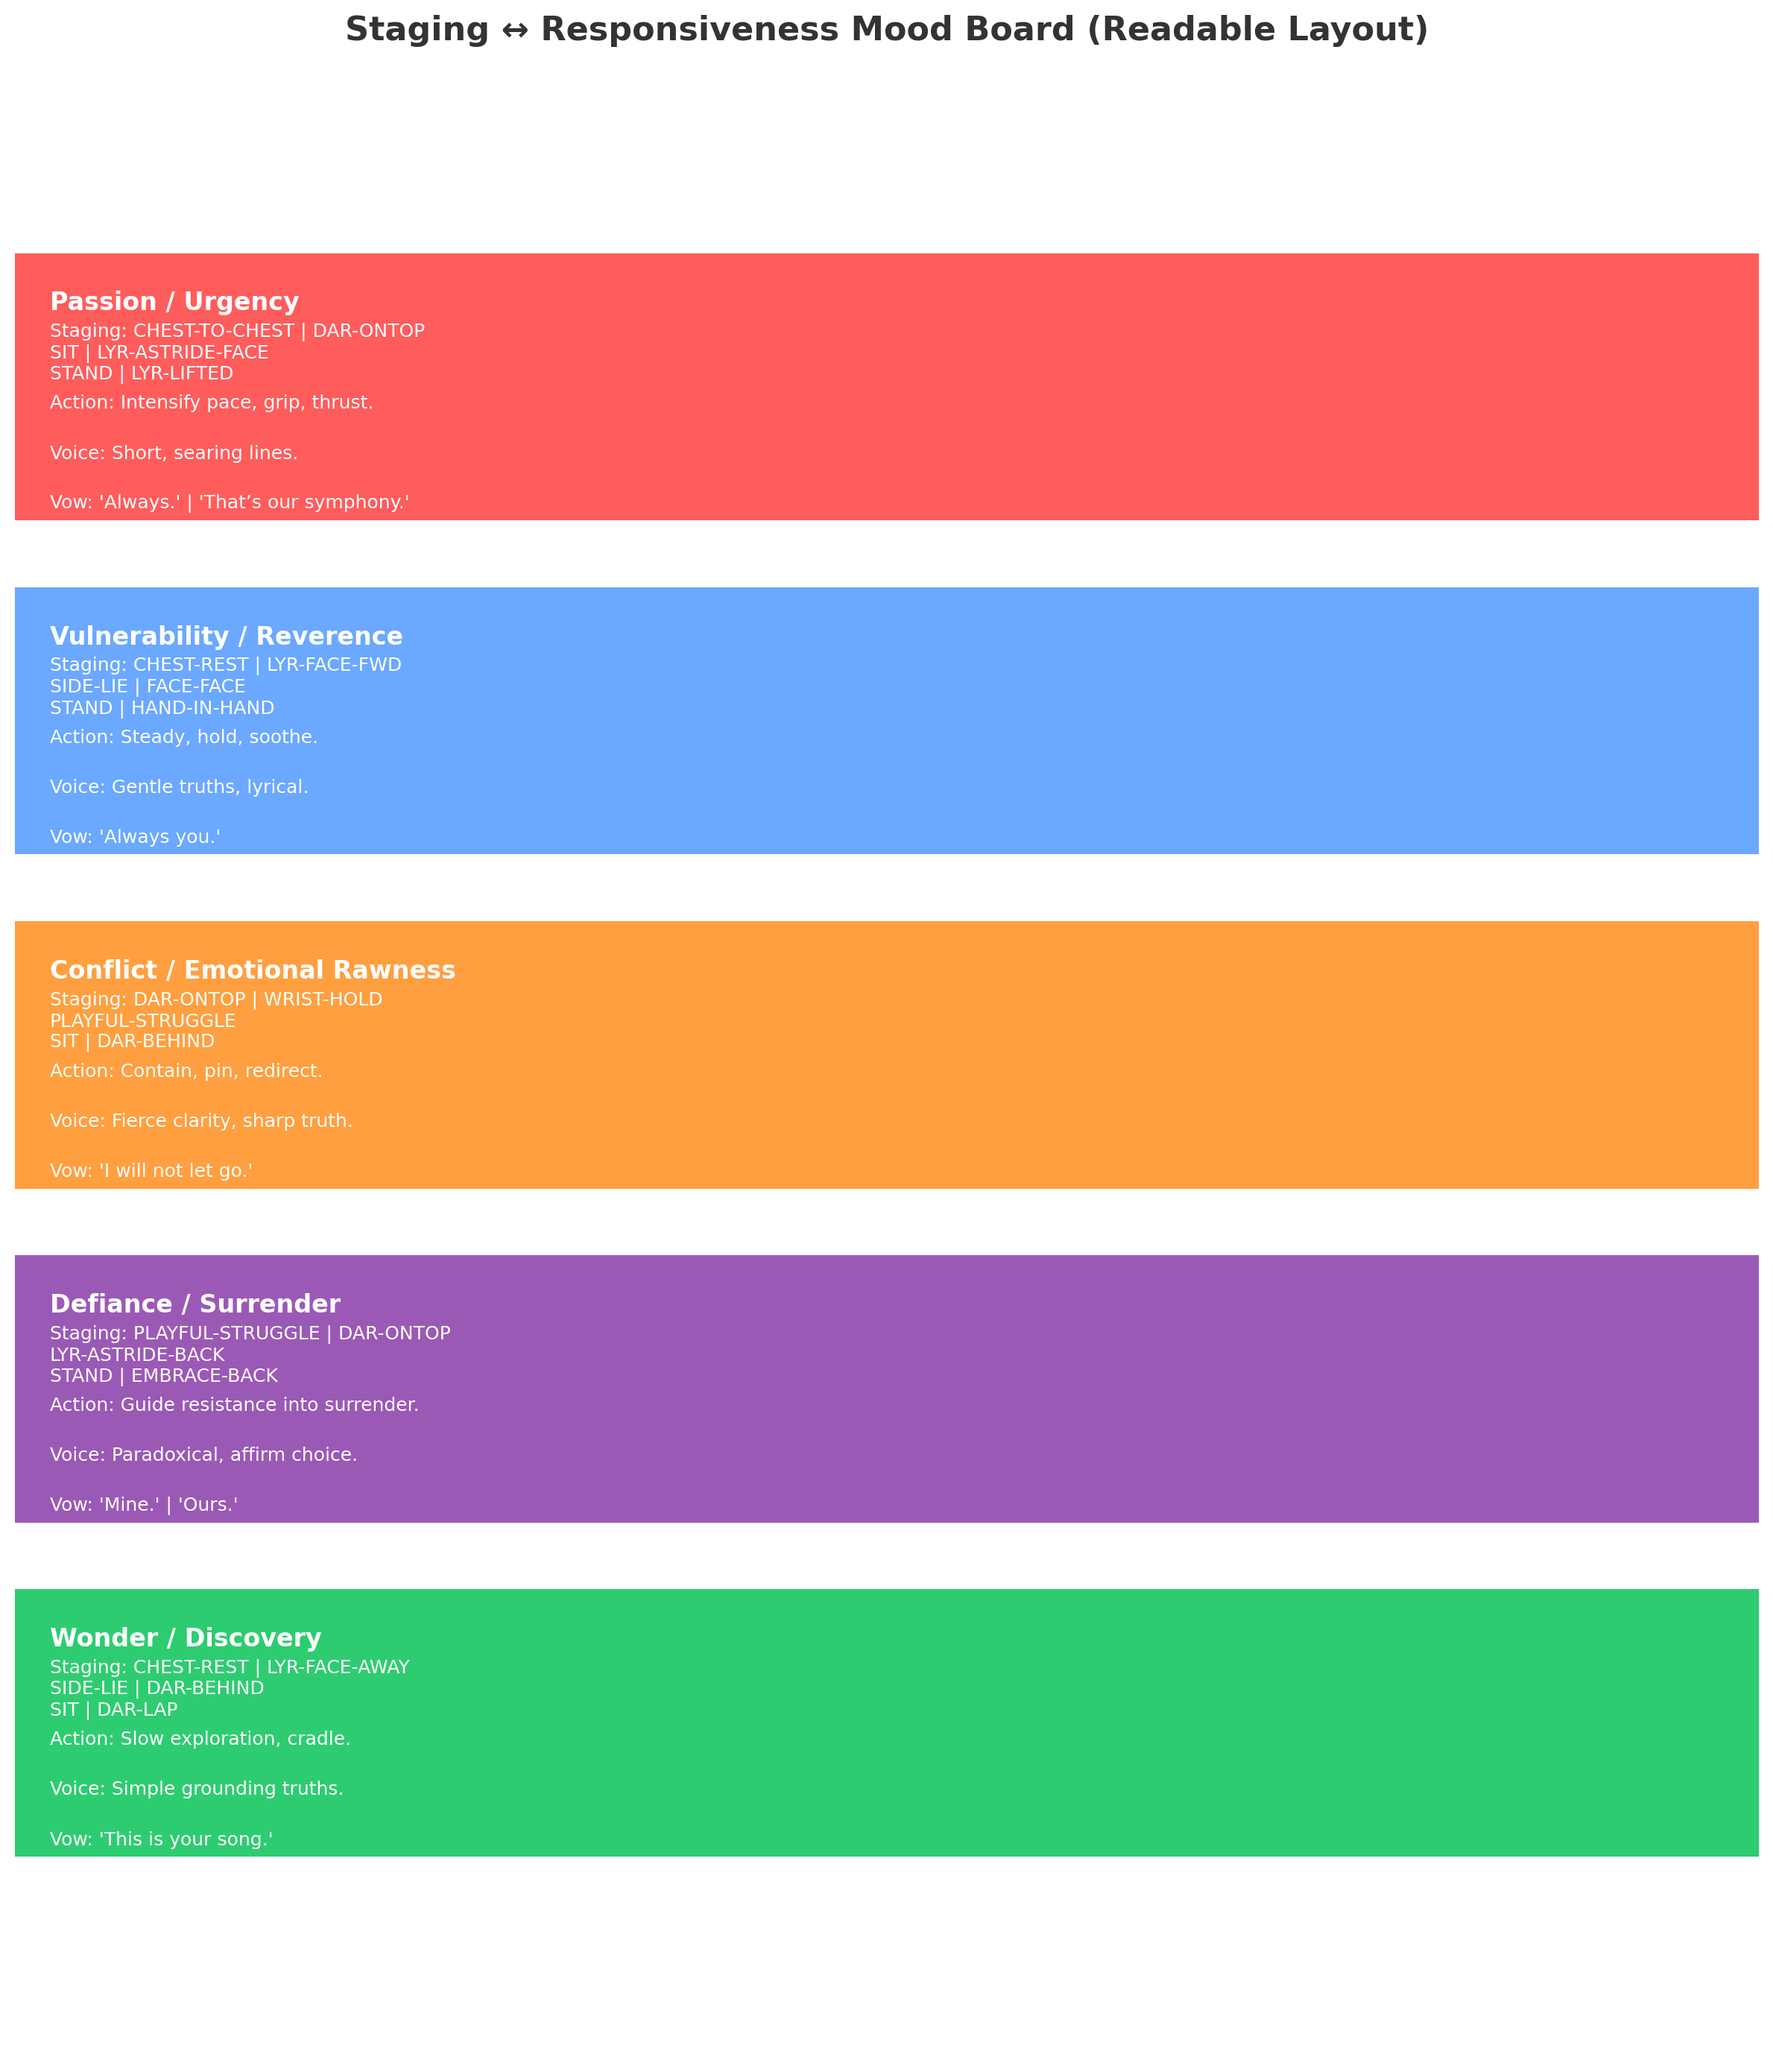 Staging ↔ Responsiveness Mood Board (Readable Layout)
Passion / Urgency
Staging: CHEST-TO-CHEST | DAR-ONTOP
SIT | LYR-ASTRIDE-FACE
STAND | LYR-LIFTED
Action: Intensify pace, grip, thrust.
Voice: Short, searing lines.
Vow: 'Always.' | 'That’s our symphony.'
Vulnerability / Reverence
Staging: CHEST-REST | LYR-FACE-FWD
SIDE-LIE | FACE-FACE
STAND | HAND-IN-HAND
Action: Steady, hold, soothe.
Voice: Gentle truths, lyrical.
Vow: 'Always you.'
Conflict / Emotional Rawness
Staging: DAR-ONTOP | WRIST-HOLD
PLAYFUL-STRUGGLE
SIT | DAR-BEHIND
Action: Contain, pin, redirect.
Voice: Fierce clarity, sharp truth.
Vow: 'I will not let go.'
Defiance / Surrender
Staging: PLAYFUL-STRUGGLE | DAR-ONTOP
LYR-ASTRIDE-BACK
STAND | EMBRACE-BACK
Action: Guide resistance into surrender.
Voice: Paradoxical, affirm choice.
Vow: 'Mine.' | 'Ours.'
Wonder / Discovery
Staging: CHEST-REST | LYR-FACE-AWAY
SIDE-LIE | DAR-BEHIND
SIT | DAR-LAP
Action: Slow exploration, cradle.
Voice: Simple grounding truths.
Vow: 'This is your song.'